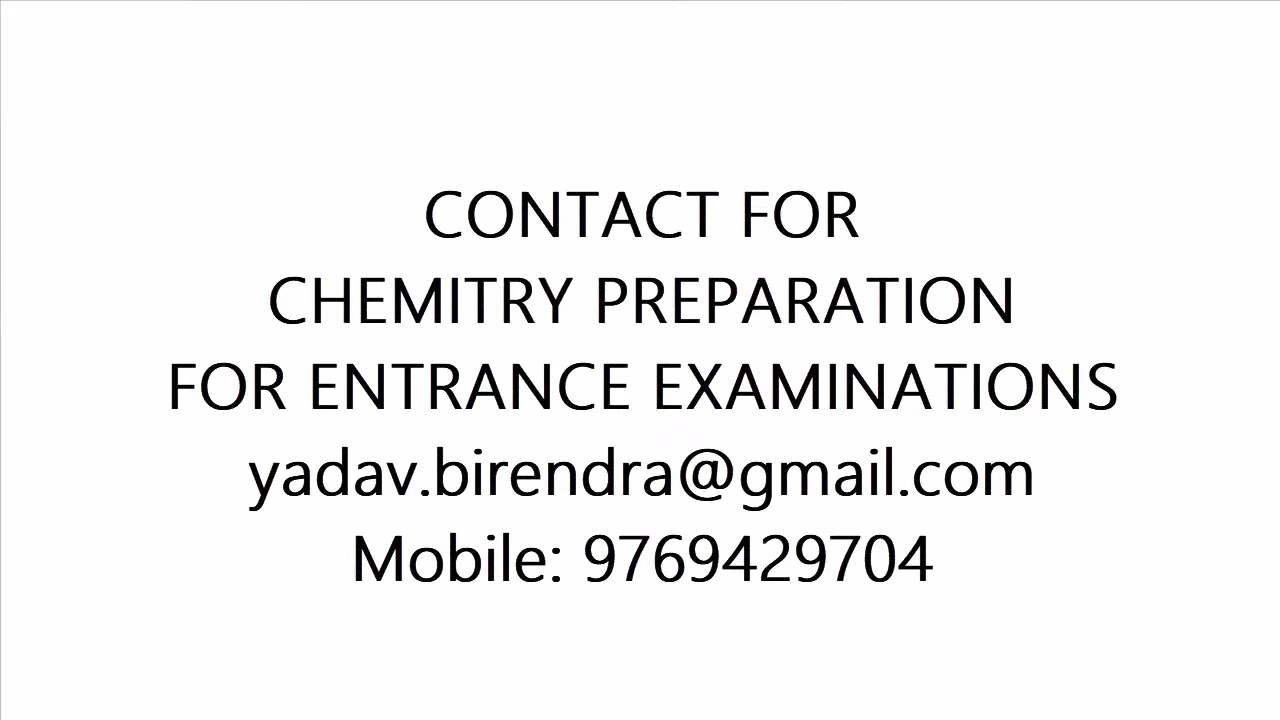 CONTACT FOR
CHEMITRY PREPARATION
FOR ENTRANCE EXAMINATIONS
yadav.birendra@gmail.com
Mobile: 9769429704